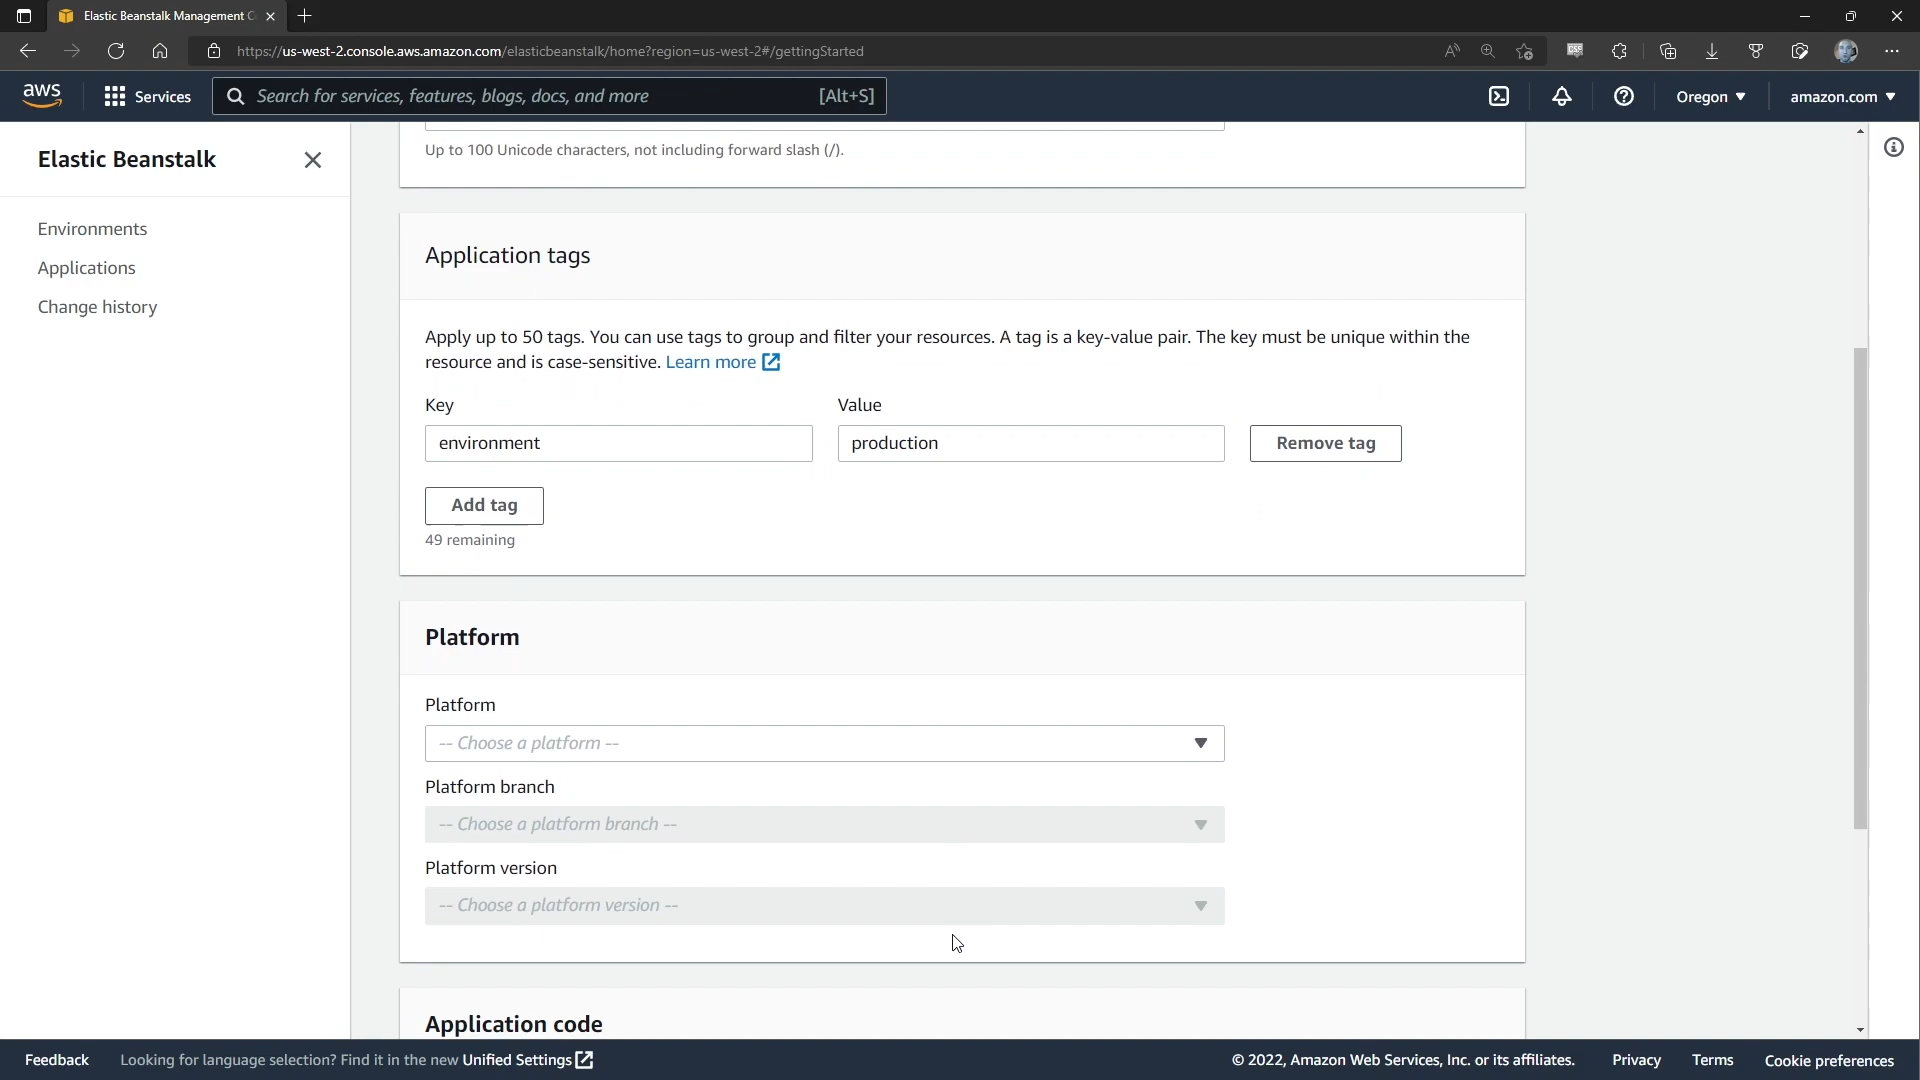 Elastic Beanstalk Management C
https://us-west-2.console.aws.amazon.com/elasticbeanstalk/home?region=us-west-2#/gettingStarted
aws
Services
Search for services, features, blogs, docs, and more
[Alt+S]
Oregon
amazon.com
Elastic Beanstalk
Environments
Applications
Change history
Up to 100 Unicode characters, not including forward slash (/).
Application tags
Apply up to 50 tags. You can use tags to group and filter your resources. A tag is a key-value pair. The key must be unique within the
resource and is case-sensitive. Learn more
Key
Value
environment
production
Remove tag
Add tag
49 remaining
Platform
Platform
-- Choose a platform --
Platform branch
-- Choose a platform branch --
Platform version
-- Choose a platform version --
Application code
Feedback
Looking for language selection? Find it in the new Unified Settings
© 2022, Amazon Web Services, Inc. or its affiliates.
Privacy
Terms
Cookie preferences